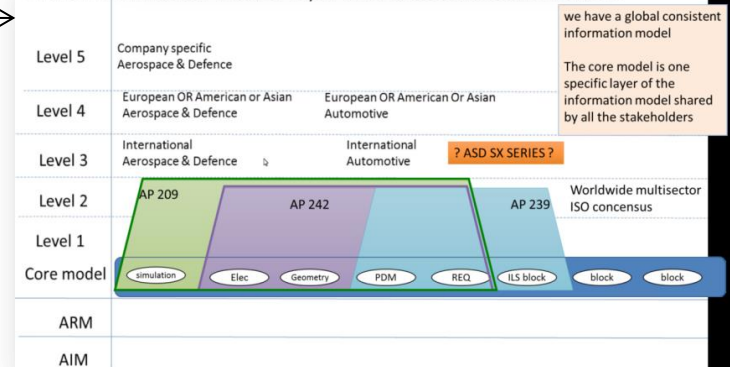 we have a global consistent
information model
The core model is one
specific layer of the
information model shared
by all the stakeholders
Level 5
Company specific
Aerospace & Defence
Level 4
European OR American or Asian
Aerospace & Defence
European OR American Or Asian
Automotive
Level 3
International
Aerospace & Defence
International
Automotive
? ASD SX SERIES ?
Level 2
AP 209
AP 242
AP 239
Worldwide multisector
ISO concensus
Level 1
Core model
simulation
Elec
Geometry
PDM
REQ
ILS block
block
block
ARM
AIM